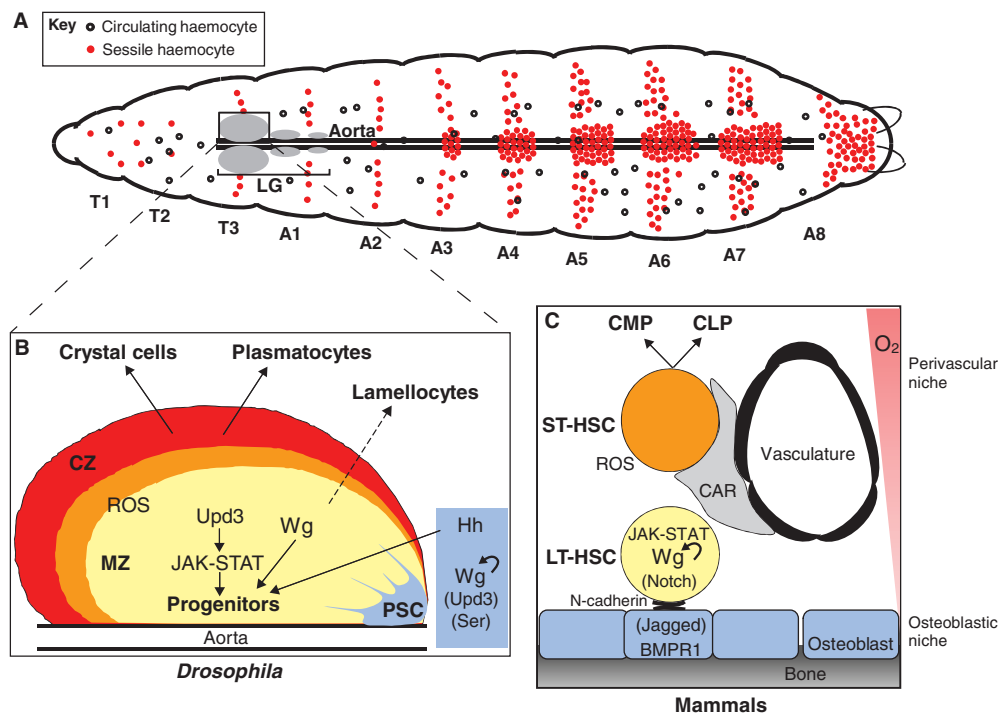 A
Key
Circulating haemocyte
Sessile haemocyte
Aorta
LG
T1
T2
T3
A1
A2
A3
A4
A5
A6
A7
A8
B
Crystal cells
Plasmatocytes
Lamellocytes
CZ
ROS
MZ
Upd3
Wg
JAK-STAT
Progenitors
PSC
Hh
Wg
(Upd3)
(Ser)
Aorta
Drosophila
C
CMP
CLP
O2
Perivascular
niche
ST-HSC
ROS
CAR
Vasculature
JAK-STAT
LT-HSC
Wg
(Notch)
N-cadherin
(Jagged)
BMPR1
Osteoblast
Osteoblastic
niche
Bone
Mammals